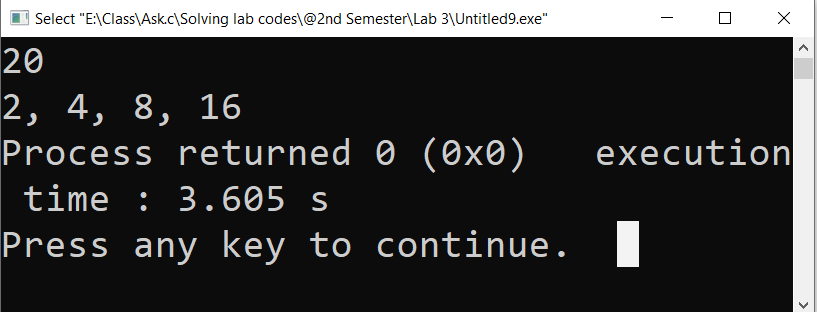 Select "E:\Class\Ask.c\Solving lab codes\@2nd Semester\Lab 3\Untitled9.exe"
20
2, 4, 8, 16
Process returned 0 (0x0)   execution
 time : 3.605 s
Press any key to continue.